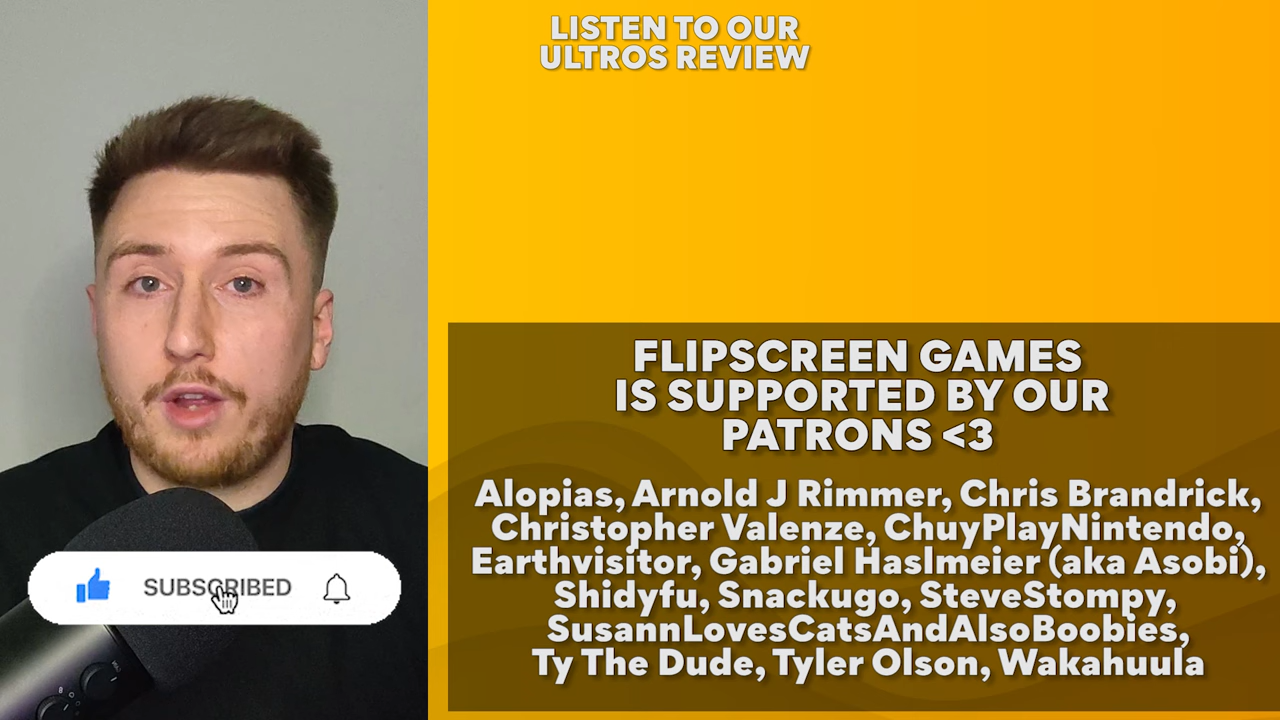 LISTEN TO OUR
ULTROS REVIEW
FLIPSCREEN GAMES
IS SUPPORTED BY OUR
PATRONS <3
Alopias, Arnold J Rimmer, Chris Brandrick,
Christopher Valenze, ChuyPlayNintendo,
Earthvisitor, Gabriel Haslmeier (aka Asobi),
Shidyfu, Snackugo, SteveStompy,
SusannLovesCatsAndAlsoBoobies,
Ty The Dude, Tyler Olson, Wakahuula
SUBSCRIBED